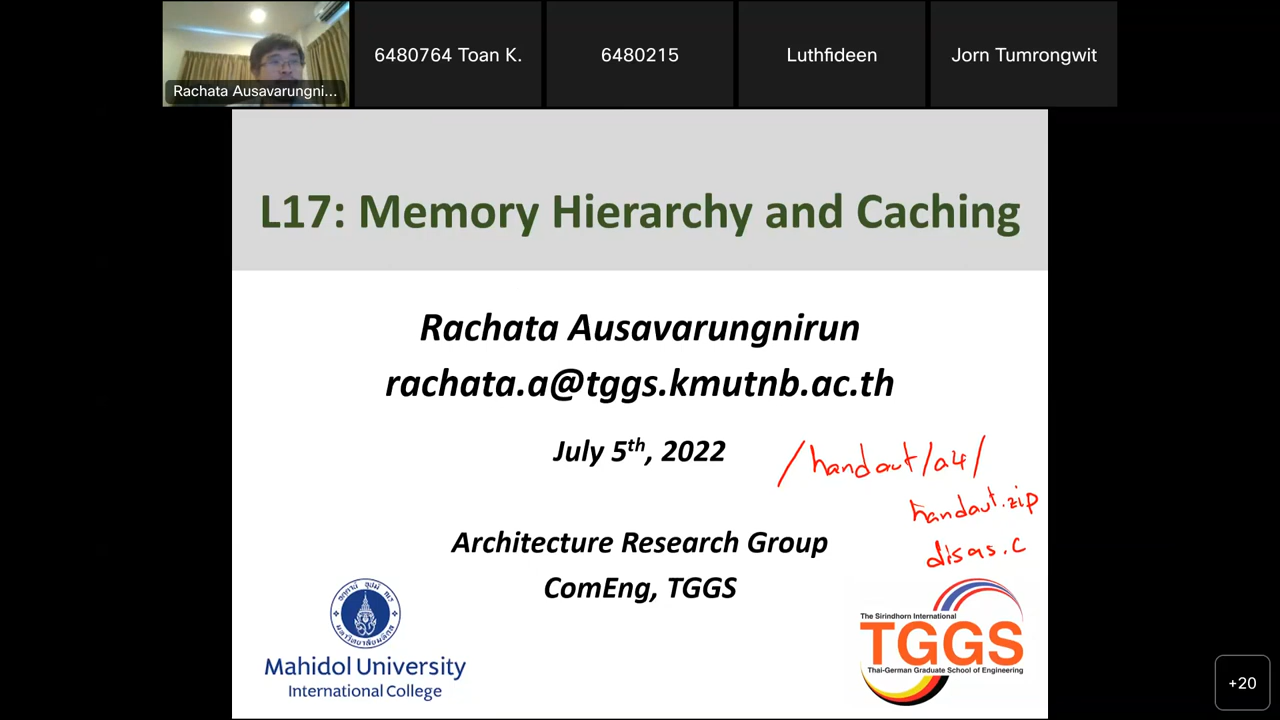 Rachata Ausavarungni...
6480764 Toan K.
6480215
Luthfideen
Jorn Tumrongwit
L17: Memory Hierarchy and Caching
Rachata Ausavarungnirun
rachata.a@tggs.kmutnb.ac.th
July 5th, 2022
/handout/a4/
handout.zip
disas.c
Architecture Research Group
ComEng, TGGS
Mahidol University
International College
The Sirindhorn International
TGGS
Thai-German Graduate School of Engineering
+20